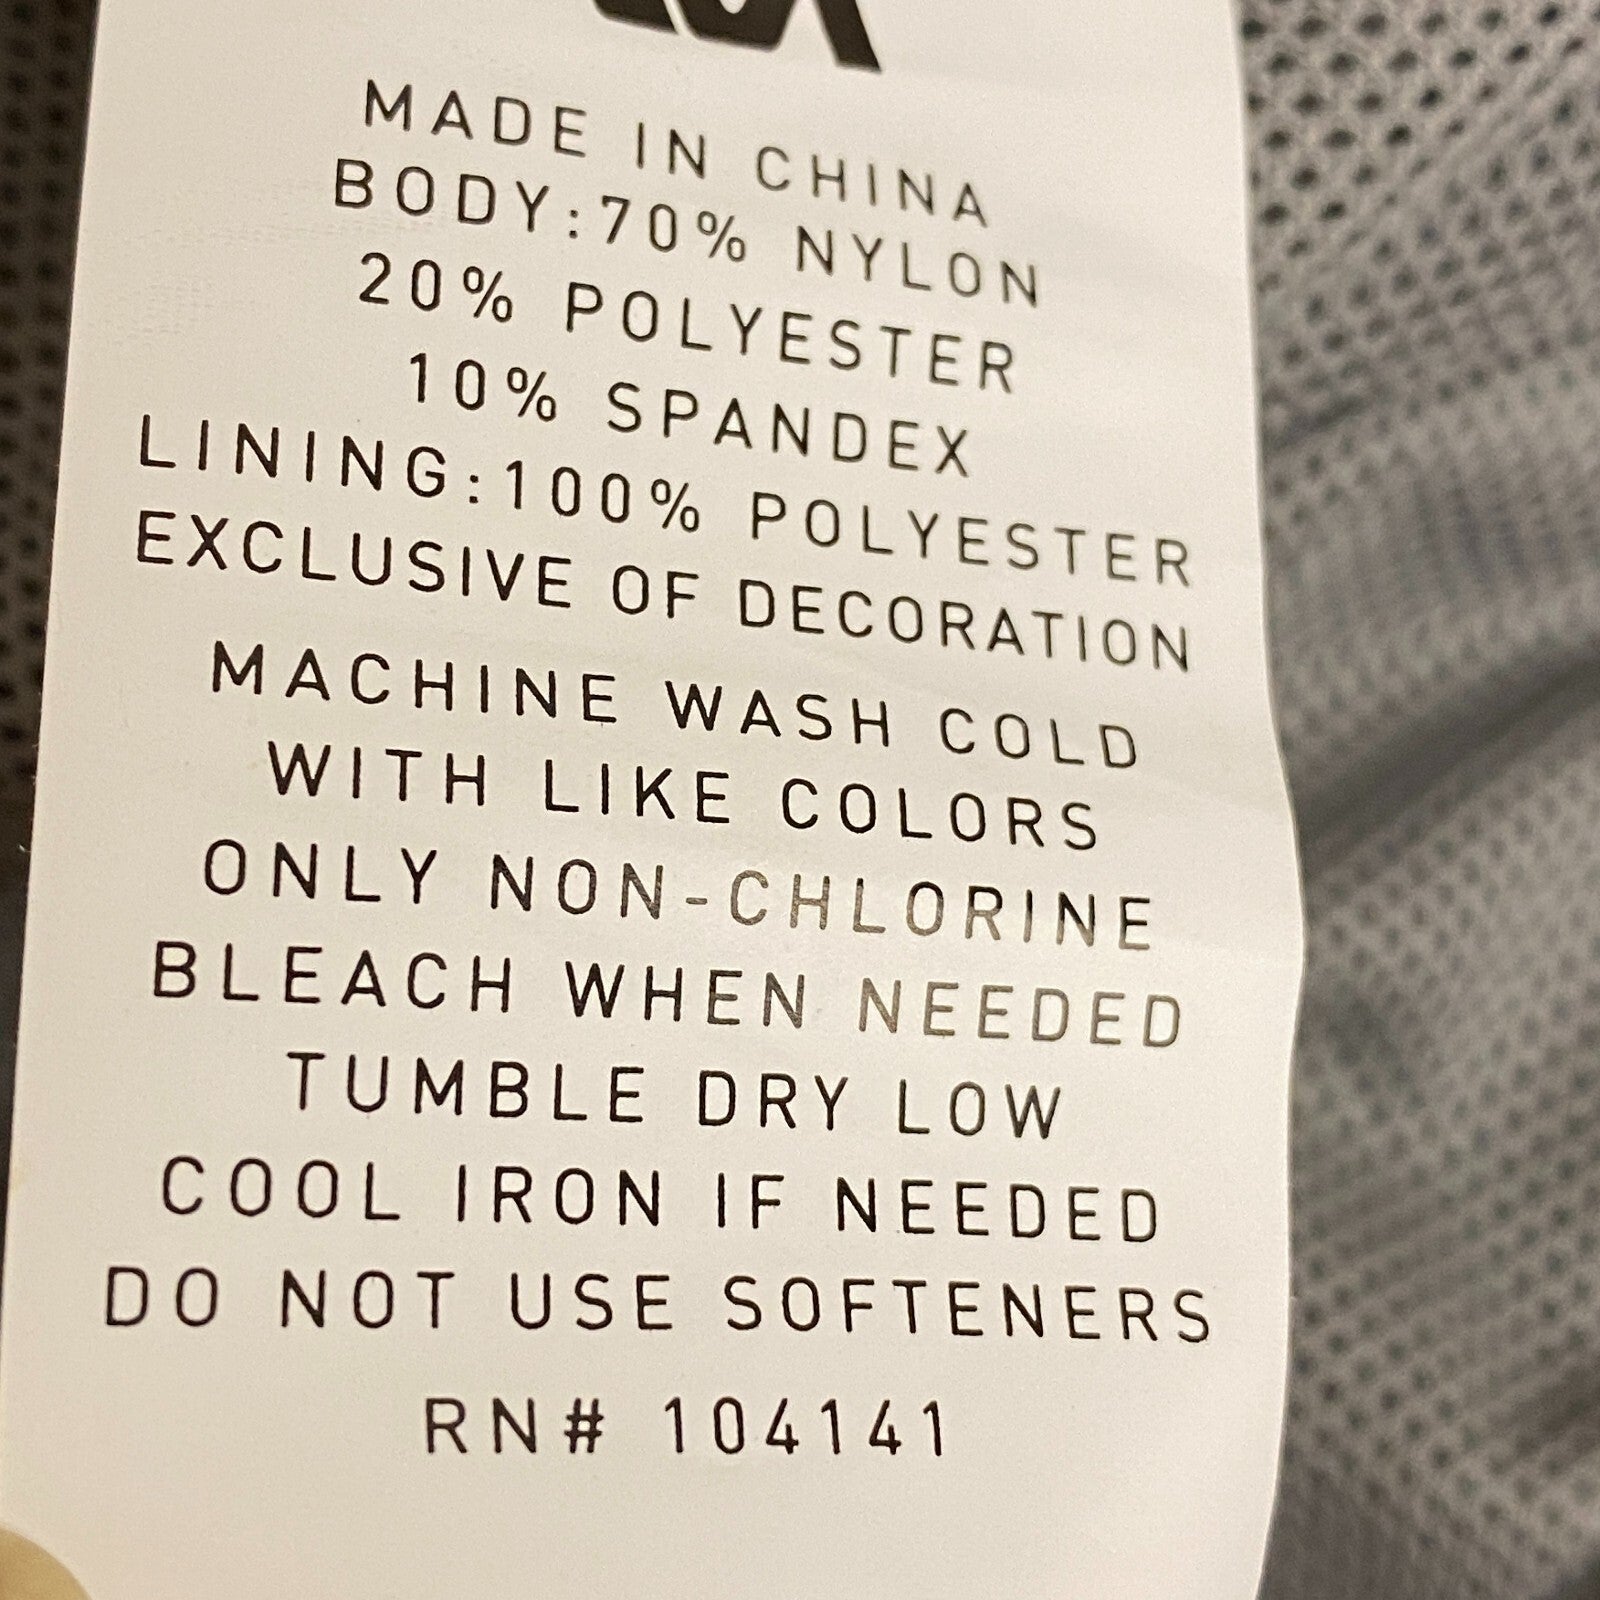 MADE IN CHINA
BODY:70% NYLON
20% POLYESTER
10% SPANDEX
LINING:100% POLYESTER
EXCLUSIVE OF DECORATION
MACHINE WASH COLD
WITH LIKE COLORS
ONLY NON-CHLORINE
BLEACH WHEN NEEDED
TUMBLE DRY LOW
COOL IRON IF NEEDED
DO NOT USE SOFTENERS
RN# 104141